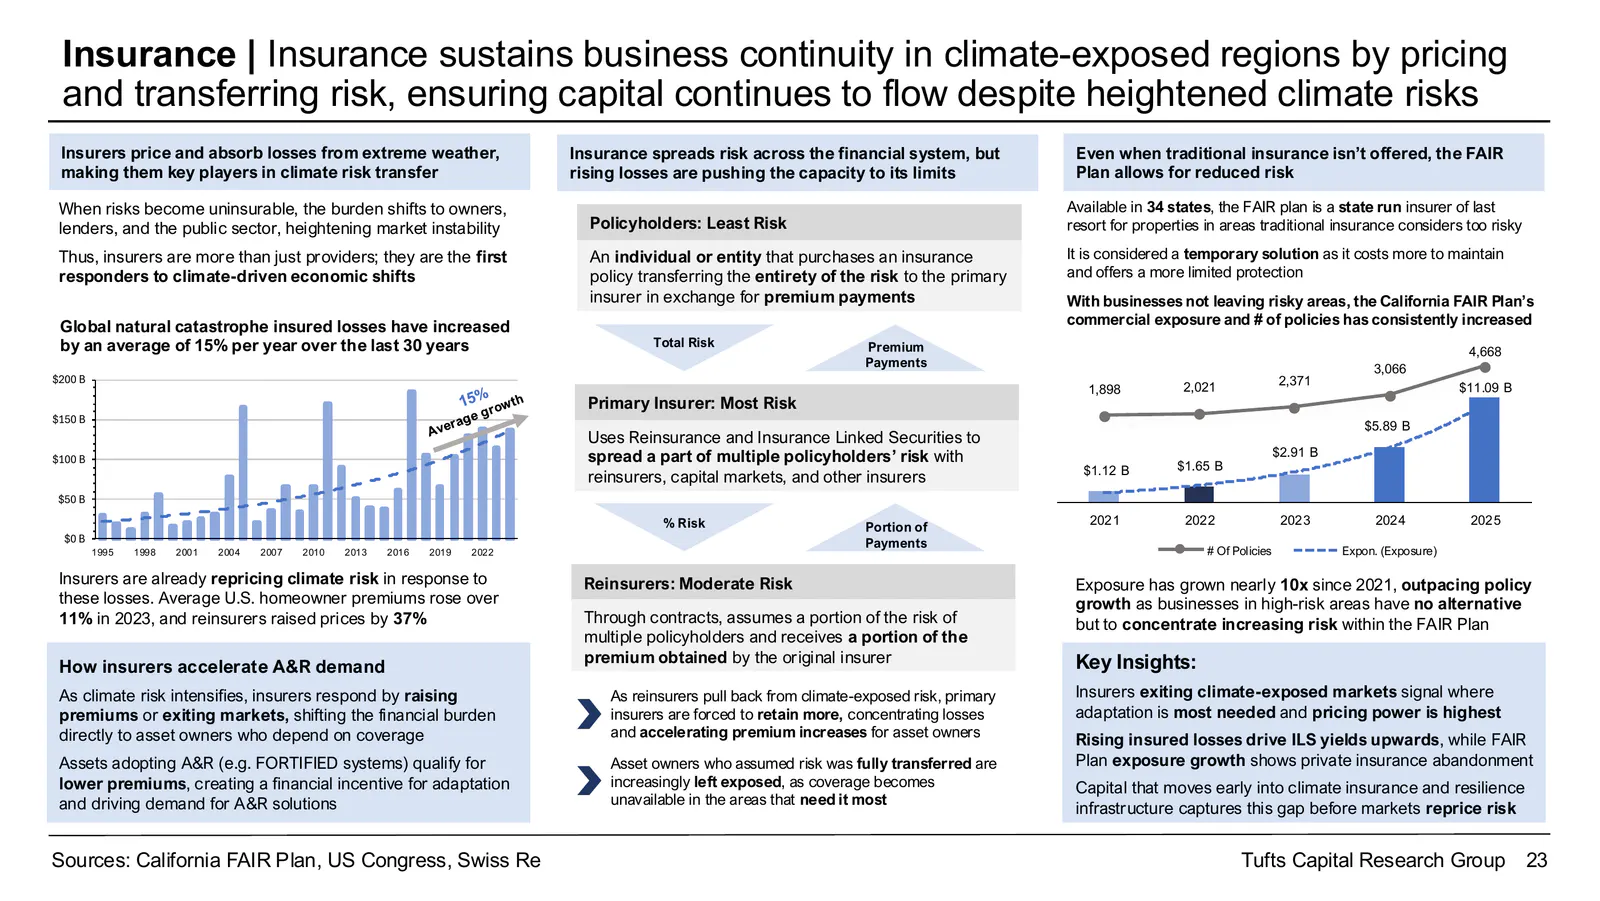 Insurance | Insurance sustains business continuity in climate-exposed regions by pricing
and transferring risk, ensuring capital continues to flow despite heightened climate risks
Insurers price and absorb losses from extreme weather,
making them key players in climate risk transfer
When risks become uninsurable, the burden shifts to owners,
lenders, and the public sector, heightening market instability
Thus, insurers are more than just providers; they are the first
responders to climate-driven economic shifts
Global natural catastrophe insured losses have increased
by an average of 15% per year over the last 30 years
$200 B
$150 B
$100 B
$50 B
$0 B
15%
Average growth
1995 1998 2001 2004 2007 2010 2013 2016 2019 2022
Insurers are already repricing climate risk in response to
these losses. Average U.S. homeowner premiums rose over
11% in 2023, and reinsurers raised prices by 37%
How insurers accelerate A&R demand
As climate risk intensifies, insurers respond by raising
premiums or exiting markets, shifting the financial burden
directly to asset owners who depend on coverage
Assets adopting A&R (e.g. FORTIFIED systems) qualify for
lower premiums, creating a financial incentive for adaptation
and driving demand for A&R solutions
Insurance spreads risk across the financial system, but
rising losses are pushing the capacity to its limits
Policyholders: Least Risk
An individual or entity that purchases an insurance
policy transferring the entirety of the risk to the primary
insurer in exchange for premium payments
Total Risk
Premium
Payments
Primary Insurer: Most Risk
Uses Reinsurance and Insurance Linked Securities to
spread a part of multiple policyholders' risk with
reinsurers, capital markets, and other insurers
% Risk
Portion of
Payments
Reinsurers: Moderate Risk
Through contracts, assumes a portion of the risk of
multiple policyholders and receives a portion of the
premium obtained by the original insurer
As reinsurers pull back from climate-exposed risk, primary
insurers are forced to retain more, concentrating losses
and accelerating premium increases for asset owners
Asset owners who assumed risk was fully transferred are
increasingly left exposed, as coverage becomes
unavailable in the areas that need it most
Even when traditional insurance isn't offered, the FAIR
Plan allows for reduced risk
Available in 34 states, the FAIR plan is a state run insurer of last
resort for properties in areas traditional insurance considers too risky
It is considered a temporary solution as it costs more to maintain
and offers a more limited protection
With businesses not leaving risky areas, the California FAIR Plan's
commercial exposure and # of policies has consistently increased
1,898 2,021 2,371 3,066 4,668
$1.12 B $1.65 B $2.91 B $5.89 B $11.09 B
2021 2022 2023 2024 2025
# Of Policies Expon. (Exposure)
Exposure has grown nearly 10x since 2021, outpacing policy
growth as businesses in high-risk areas have no alternative
but to concentrate increasing risk within the FAIR Plan
Key Insights:
Insurers exiting climate-exposed markets signal where
adaptation is most needed and pricing power is highest
Rising insured losses drive ILS yields upwards, while FAIR
Plan exposure growth shows private insurance abandonment
Capital that moves early into climate insurance and resilience
infrastructure captures this gap before markets reprice risk
Sources: California FAIR Plan, US Congress, Swiss Re
Tufts Capital Research Group 23